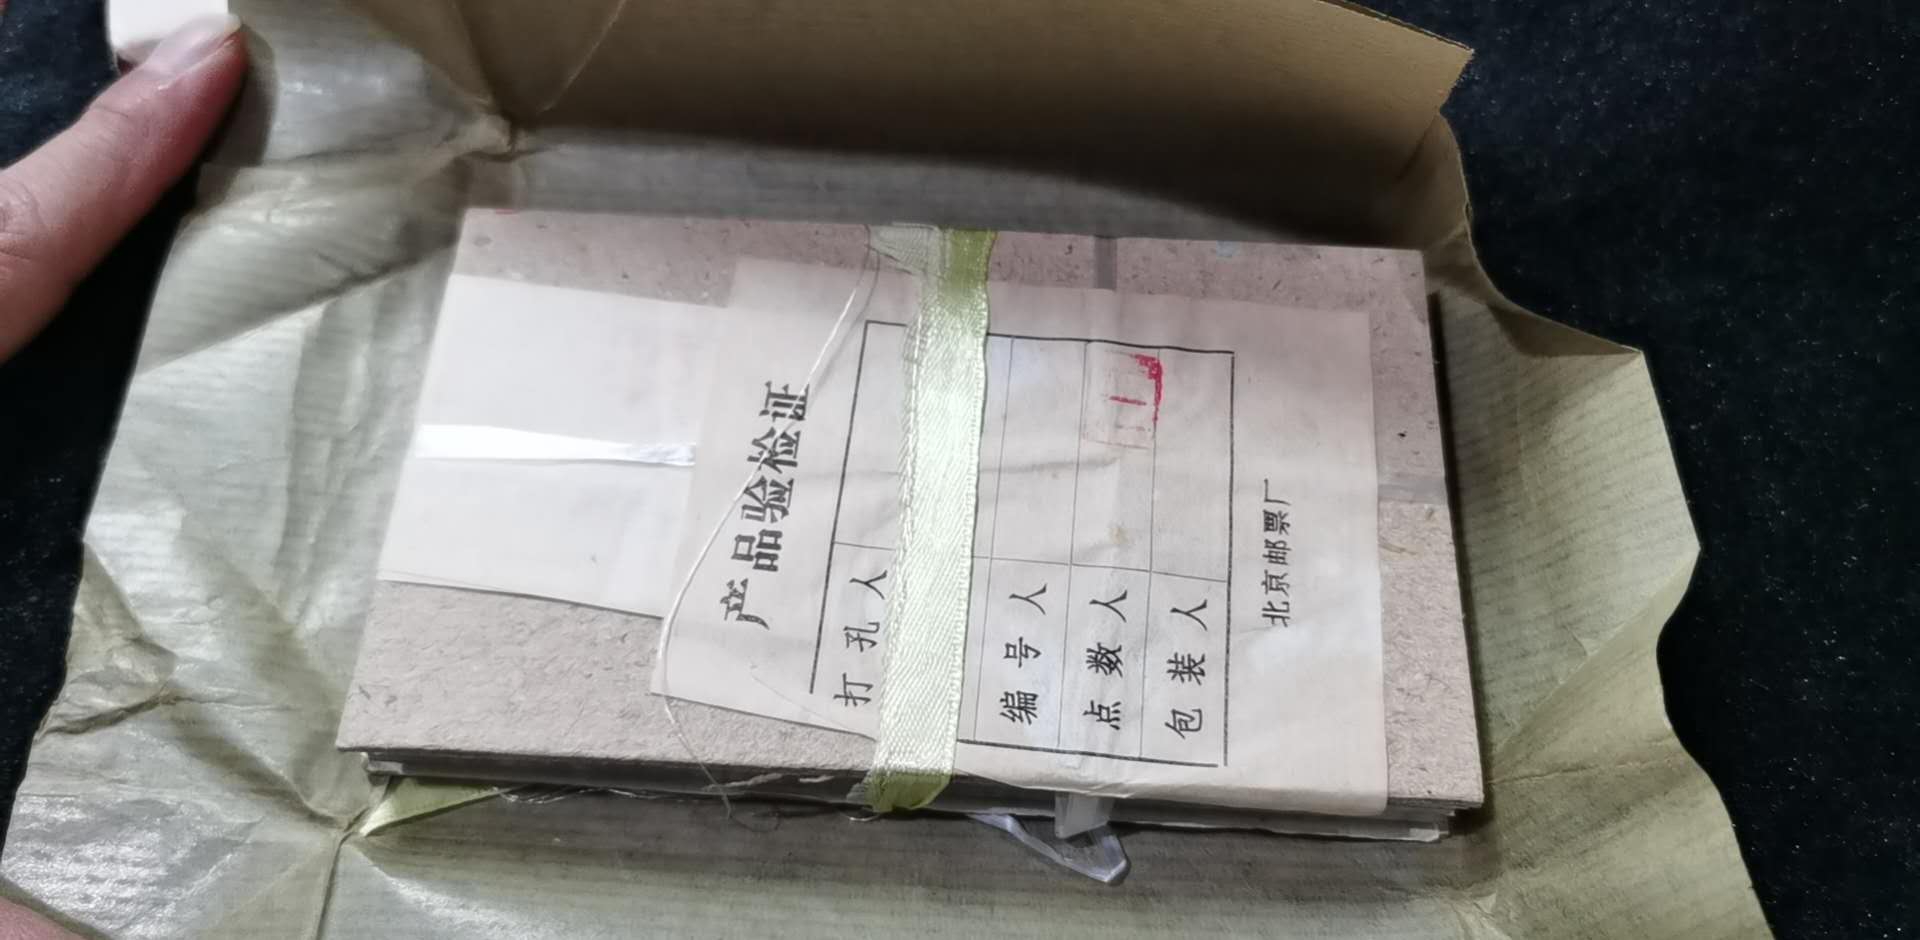 产品验检证
打孔人
编号人
点数人
包装人
北京邮票厂